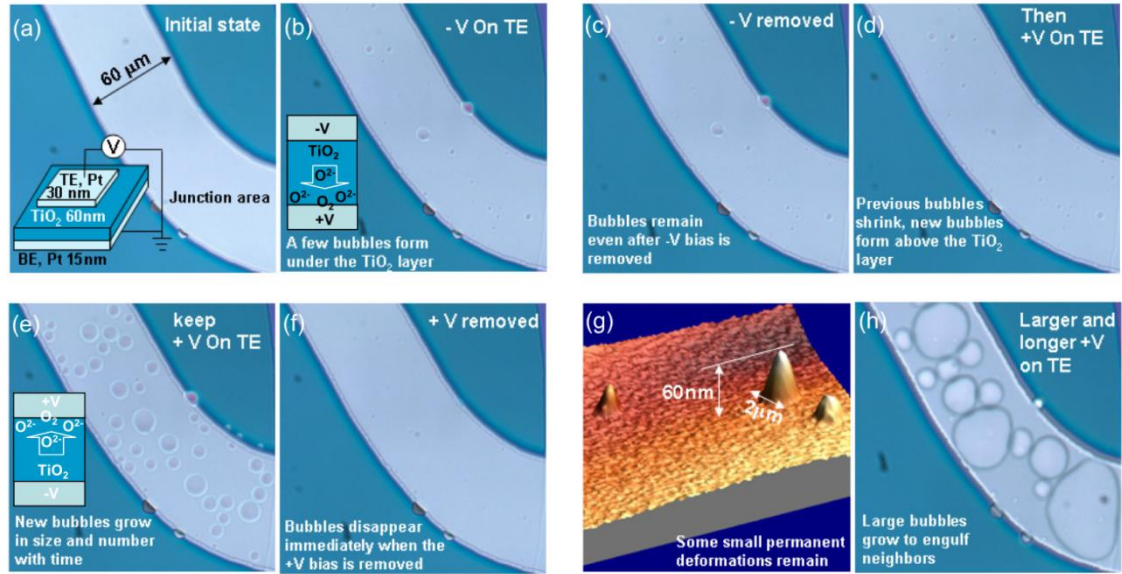 (a)
Initial state
60 μm
V
TE, Pt
30 nm
TiO2 60nm
Junction area
BE, Pt 15nm
(b)
- V On TE
-V
TiO2
O2-
O2- O2 O2-
+V
A few bubbles form
under the TiO2 layer
(c)
- V removed
Bubbles remain
even after -V bias is
removed
(d)
Then
+V On TE
Previous bubbles
shrink, new bubbles
form above the TiO2
layer
(e)
keep
+ V On TE
+V
O2- O2 O2-
O2-
TiO2
-V
New bubbles grow
in size and number
with time
(f)
+ V removed
Bubbles disappear
immediately when the
+V bias is removed
(g)
60nm
2μm
Some small permanent
deformations remain
(h)
Larger and
longer +V
on TE
Large bubbles
grow to engulf
neighbors